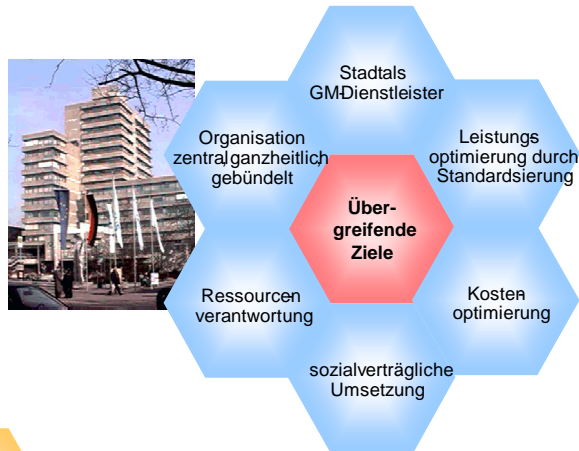 Stadtals
GM-Dienstleister
Organisation
zentral,ganzheitlich,
gebündelt
Leistungs-
optimierung durch
Standardsierung
Über-
greifende
Ziele
Ressourcen-
verantwortung
Kosten-
optimierung
sozialverträgliche
Umsetzung